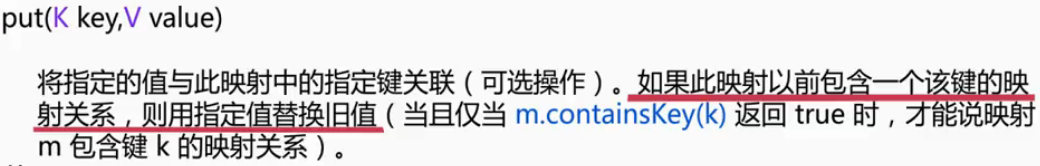 put(K key,V value)
将指定的值与此映射中的指定键关联（可选操作）。如果此映射以前包含一个该键的映
射关系，则用指定值替换旧值（当且仅当 m.containsKey(k) 返回 true 时，才能说映射
m 包含键 k 的映射关系）。